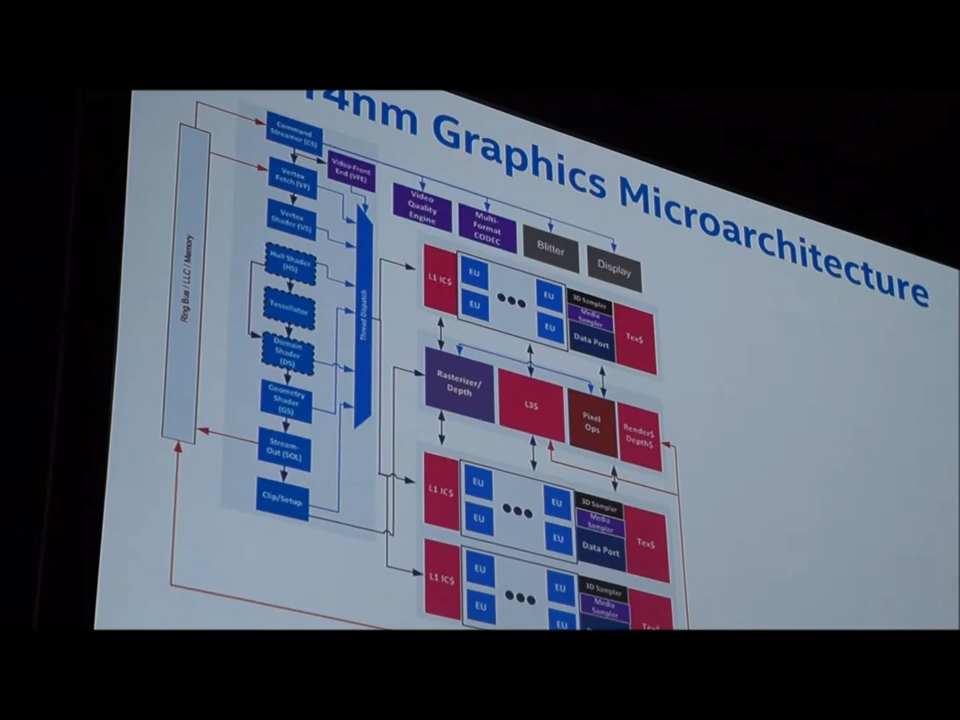 14nm Graphics Microarchitecture
Command
Streamer (CS)
Video Front
End (VFE)
Vertex
Fetch (VF)
Vertex
Shader (VS)
Hull Shader
(HS)
Tessellator
Domain
Shader
(DS)
Geometry
Shader
(GS)
Stream-
Out (SOL)
Clip/Setup
Ring Bus / LLC / Memory
Thread Dispatch
Video
Quality
Engine
Multi-
Format
CODEC
Blitter
Display
L1 IC$
EU
EU
EU
EU
3D Sampler
Media
Sampler
Data Port
Tex$
Rasterizer/
Depth
L3$
Pixel
Ops
Render$
Depth$
L1 IC$
EU
EU
EU
EU
3D Sampler
Media
Sampler
Data Port
Tex$
L1 IC$
EU
EU
EU
EU
3D Sampler
Media
Sampler
Data Port
Tex$